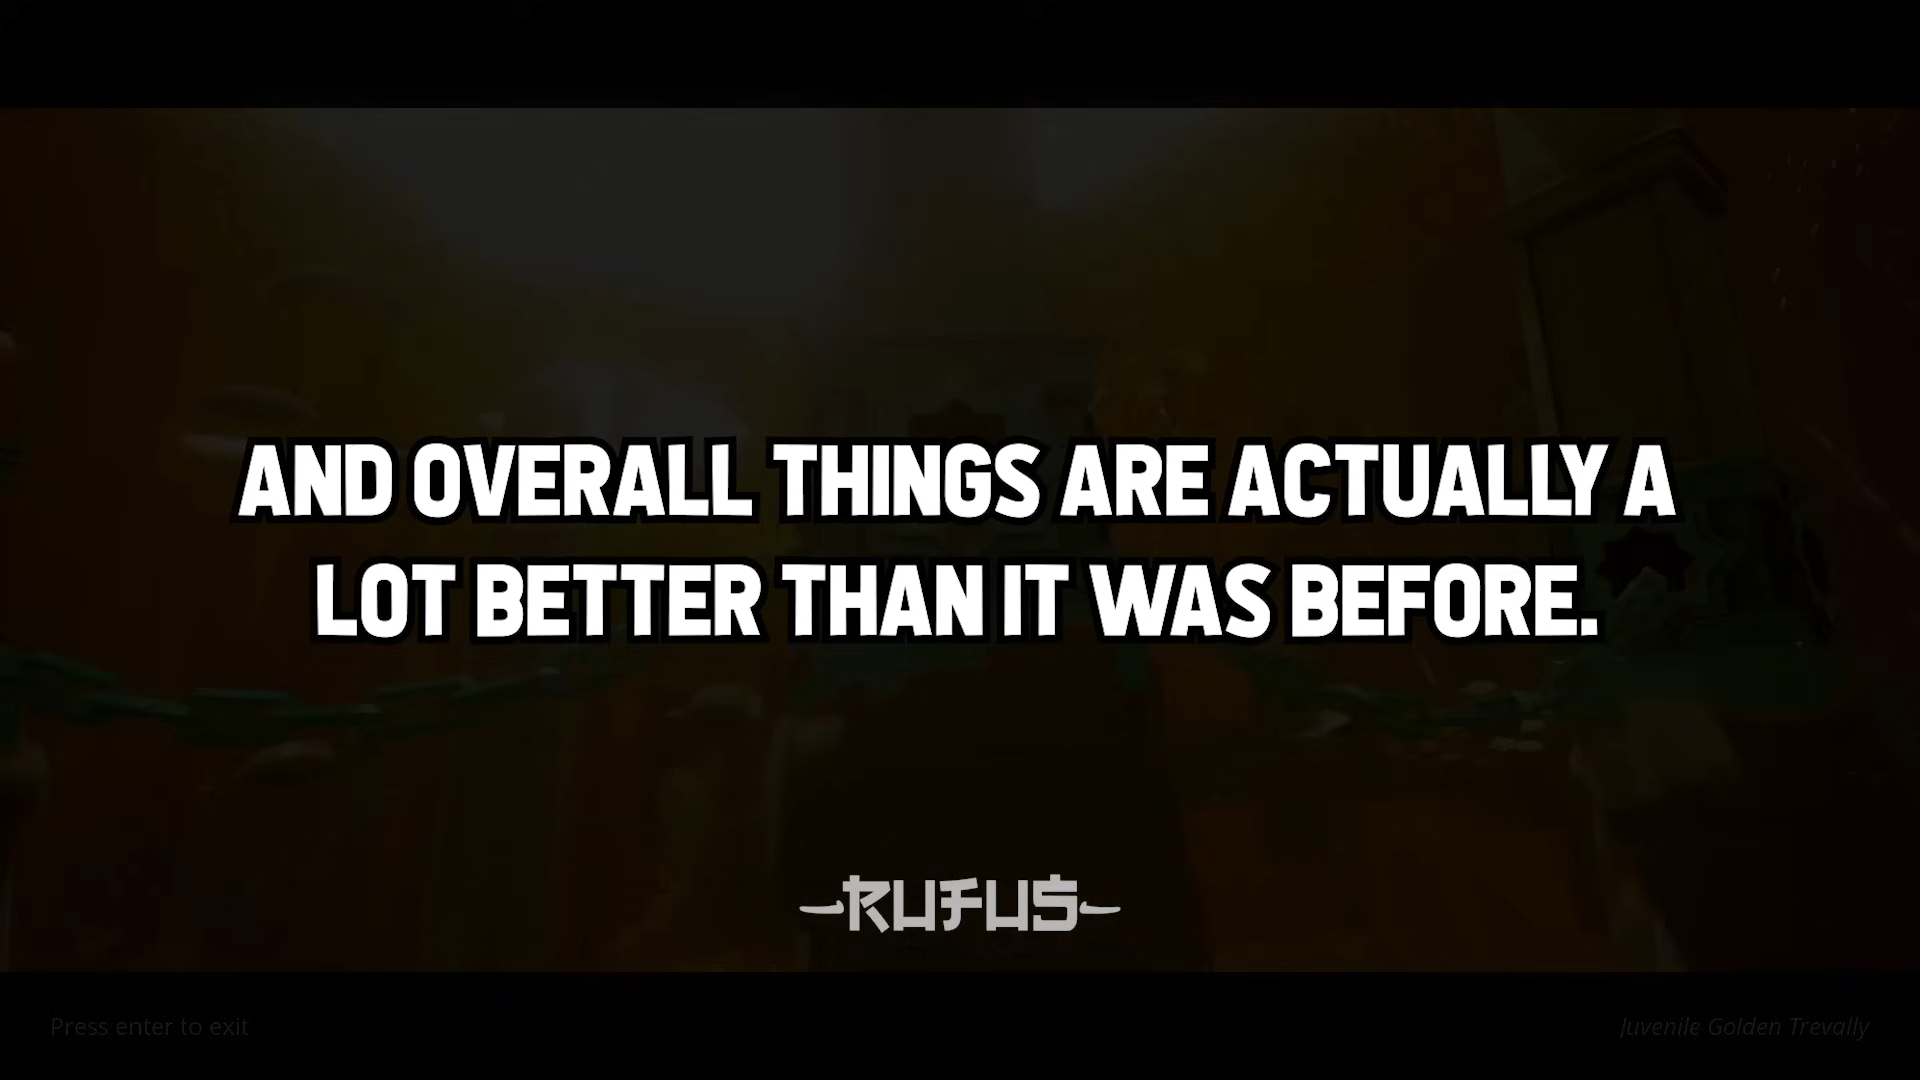 AND OVERALL THINGS ARE ACTUALLY A
LOT BETTER THAN IT WAS BEFORE.
RUFUS
Press enter to exit
Juvenile Golden Trevally